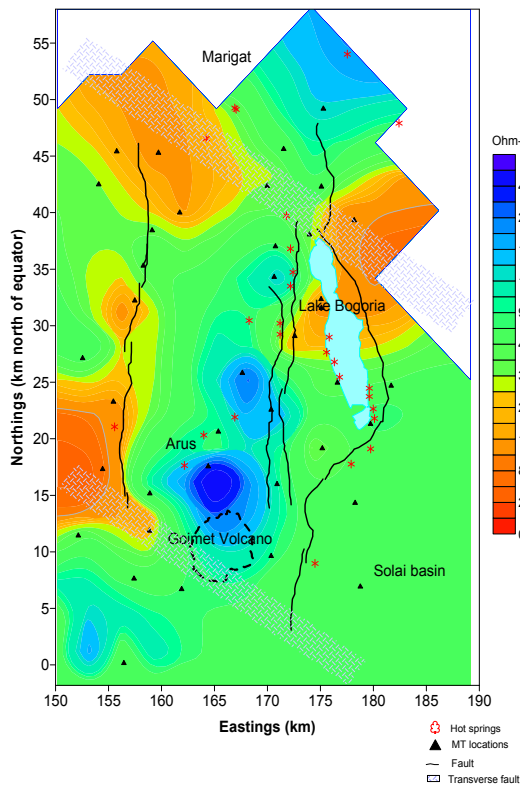 Marigat
Ohm-
Lake Bogoria
Arus
Goimet Volcano
Solai basin
Northings (km north of equator)
55
50
45
40
35
30
25
20
15
10
5
0
150 155 160 165 170 175 180 185 190
Eastings (km)
Hot springs
MT locations
Fault
Transverse fault